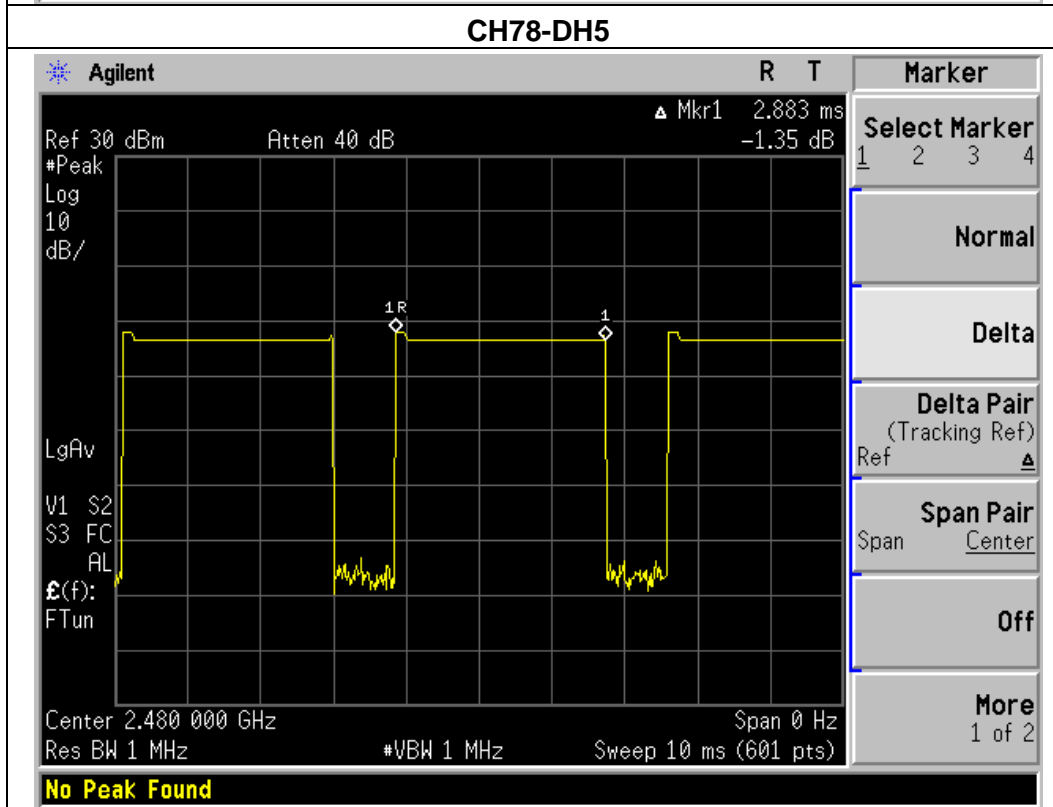 CH78-DH5
Agilent R T
Δ Mkr1 2.883 ms
Ref 30 dBm Atten 40 dB -1.35 dB
#Peak
Log
10
dB/
1R
1
LgAv
V1 S2
S3 FC
AL
£(f):
FTun
Center 2.480 000 GHz Span 0 Hz
Res BW 1 MHz #VBW 1 MHz Sweep 10 ms (601 pts)
No Peak Found
Marker
Select Marker
1 2 3 4
Normal
Delta
Delta Pair
(Tracking Ref)
Ref Δ
Span Pair
Span Center
Off
More
1 of 2